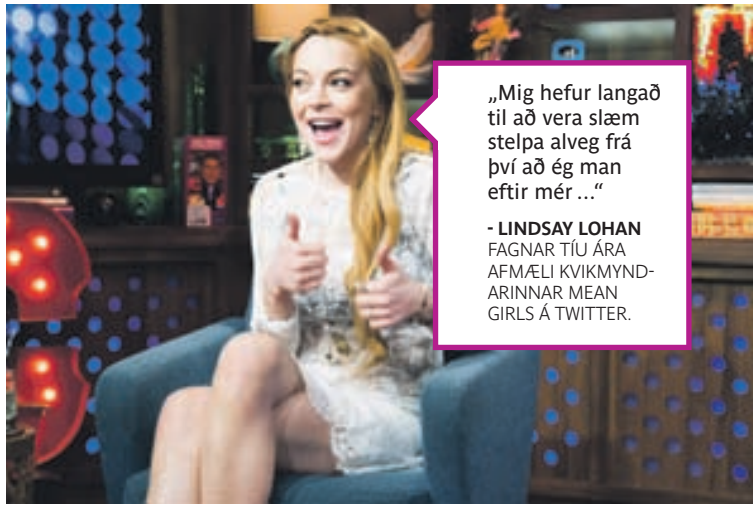 „Mig hefur langað
til að vera slæm
stelpa alveg frá
því að ég man
eftir mér ...“
- LINDSAY LOHAN
FAGNAR TÍU ÁRA
AFMÆLI KVIKMYND-
ARINNAR MEAN
GIRLS Á TWITTER.